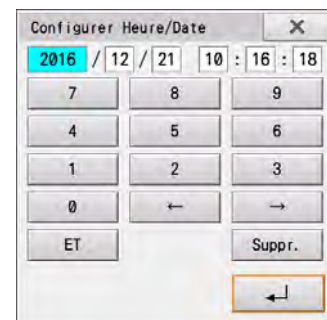 Configurer Heure/Date ×
2016 / 12 / 21 10 : 16 : 18
7 8 9
4 5 6
1 2 3
0 ← →
ET Suppr.
↵